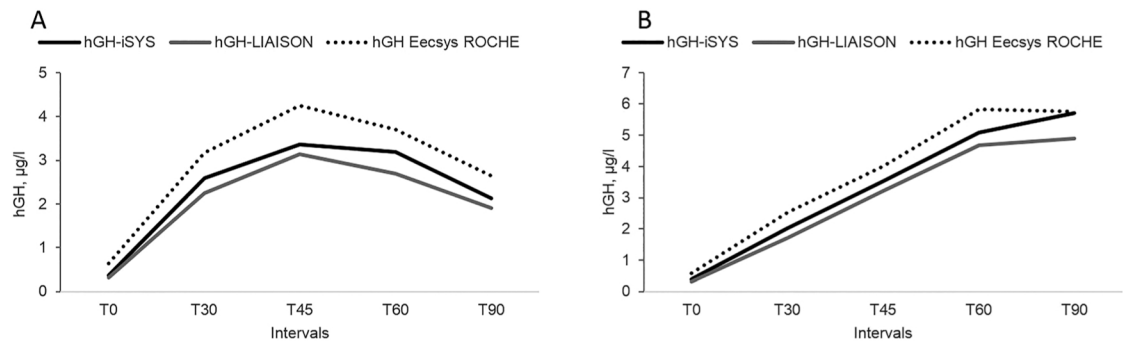 A
hGH-iSYS hGH-LIAISON hGH Eecsys ROCHE
5
4
3
2
1
0
hGH, µg/l
T0 T30 T45 T60 T90
Intervals
B
hGH-iSYS hGH-LIAISON hGH Eecsys ROCHE
7
6
5
4
3
2
1
0
hGH, µg/l
T0 T30 T45 T60 T90
Intervals